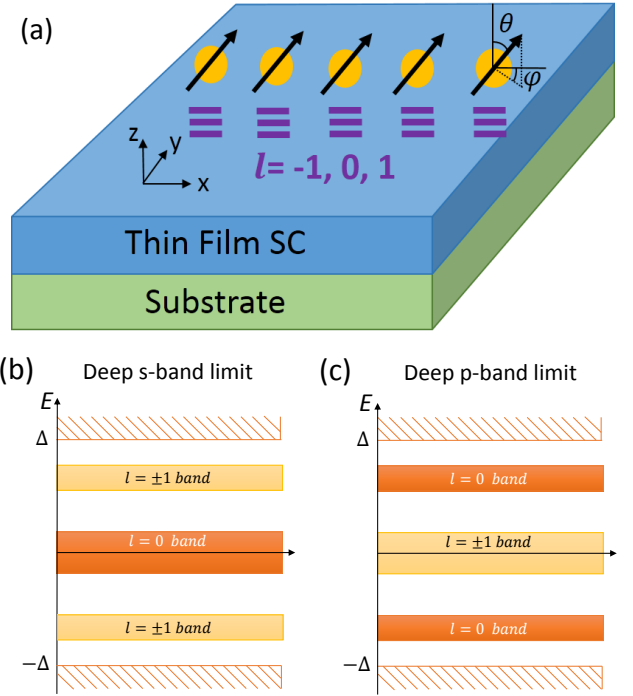 (a)
θ
φ
z
y
x
l= -1, 0, 1
Thin Film SC
Substrate
(b)
Deep s-band limit
E
Δ
l = ±1 band
l = 0 band
l = ±1 band
−Δ
(c)
Deep p-band limit
E
Δ
l = 0 band
l = ±1 band
l = 0 band
−Δ